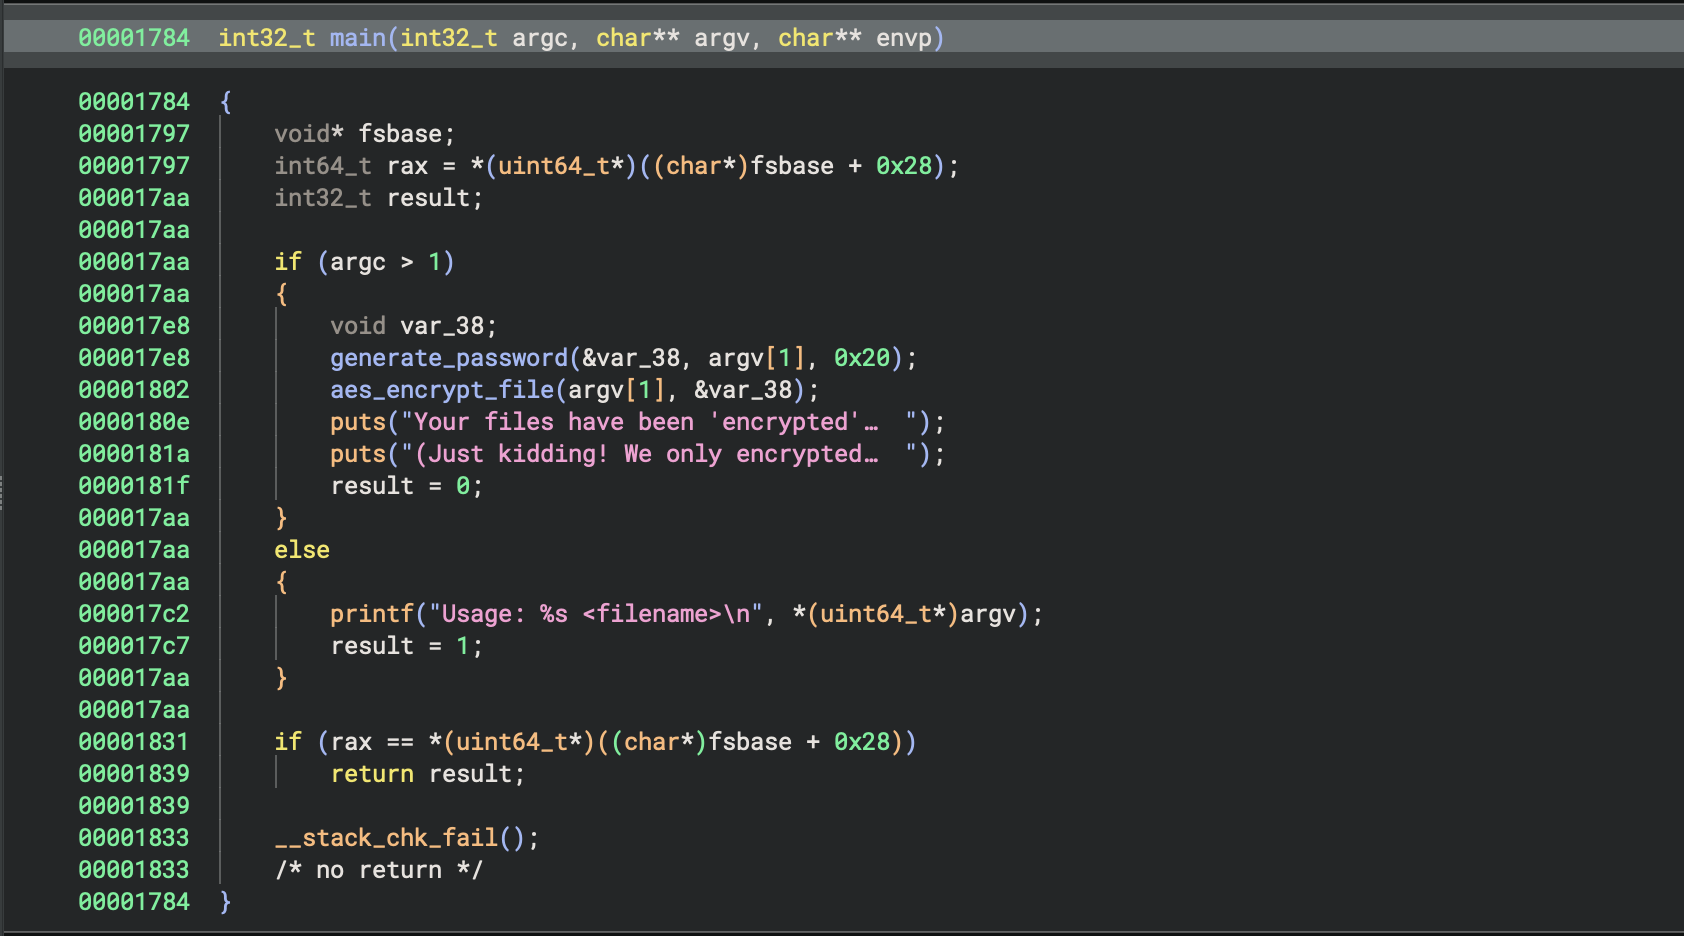 00001784 int32_t main(int32_t argc, char** argv, char** envp)
00001784 {
00001797 void* fsbase;
00001797 int64_t rax = *(uint64_t*)((char*)fsbase + 0x28);
000017aa int32_t result;
000017aa
000017aa if (argc > 1)
000017aa {
000017e8 void var_38;
000017e8 generate_password(&var_38, argv[1], 0x20);
00001802 aes_encrypt_file(argv[1], &var_38);
0000180e puts("Your files have been 'encrypted'…  ");
0000181a puts("(Just kidding! We only encrypted…  ");
0000181f result = 0;
000017aa }
000017aa else
000017aa {
000017c2 printf("Usage: %s <filename>\n", *(uint64_t*)argv);
000017c7 result = 1;
000017aa }
000017aa
00001831 if (rax == *(uint64_t*)((char*)fsbase + 0x28))
00001839 return result;
00001839
00001833 __stack_chk_fail();
00001833 /* no return */
00001784 }